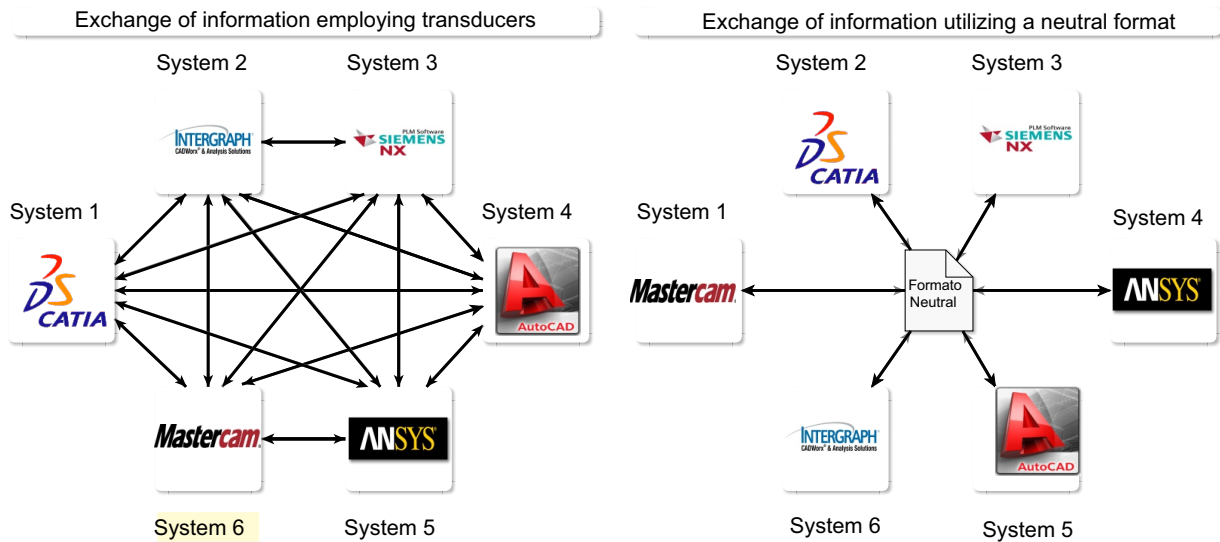 Exchange of information employing transducers
System 2
System 3
INTERGRAPH
CADWorx® & Analysis Solutions
PLM Software
SIEMENS
NX
System 1
System 4
CATIA
AutoCAD
Mastercam.
ANSYS®
System 6
System 5
Exchange of information utilizing a neutral format
System 2
System 3
CATIA
PLM Software
SIEMENS
NX
System 1
System 4
Mastercam.
Formato
Neutral
ANSYS®
INTERGRAPH
CADWorx® & Analysis Solutions
AutoCAD
System 6
System 5